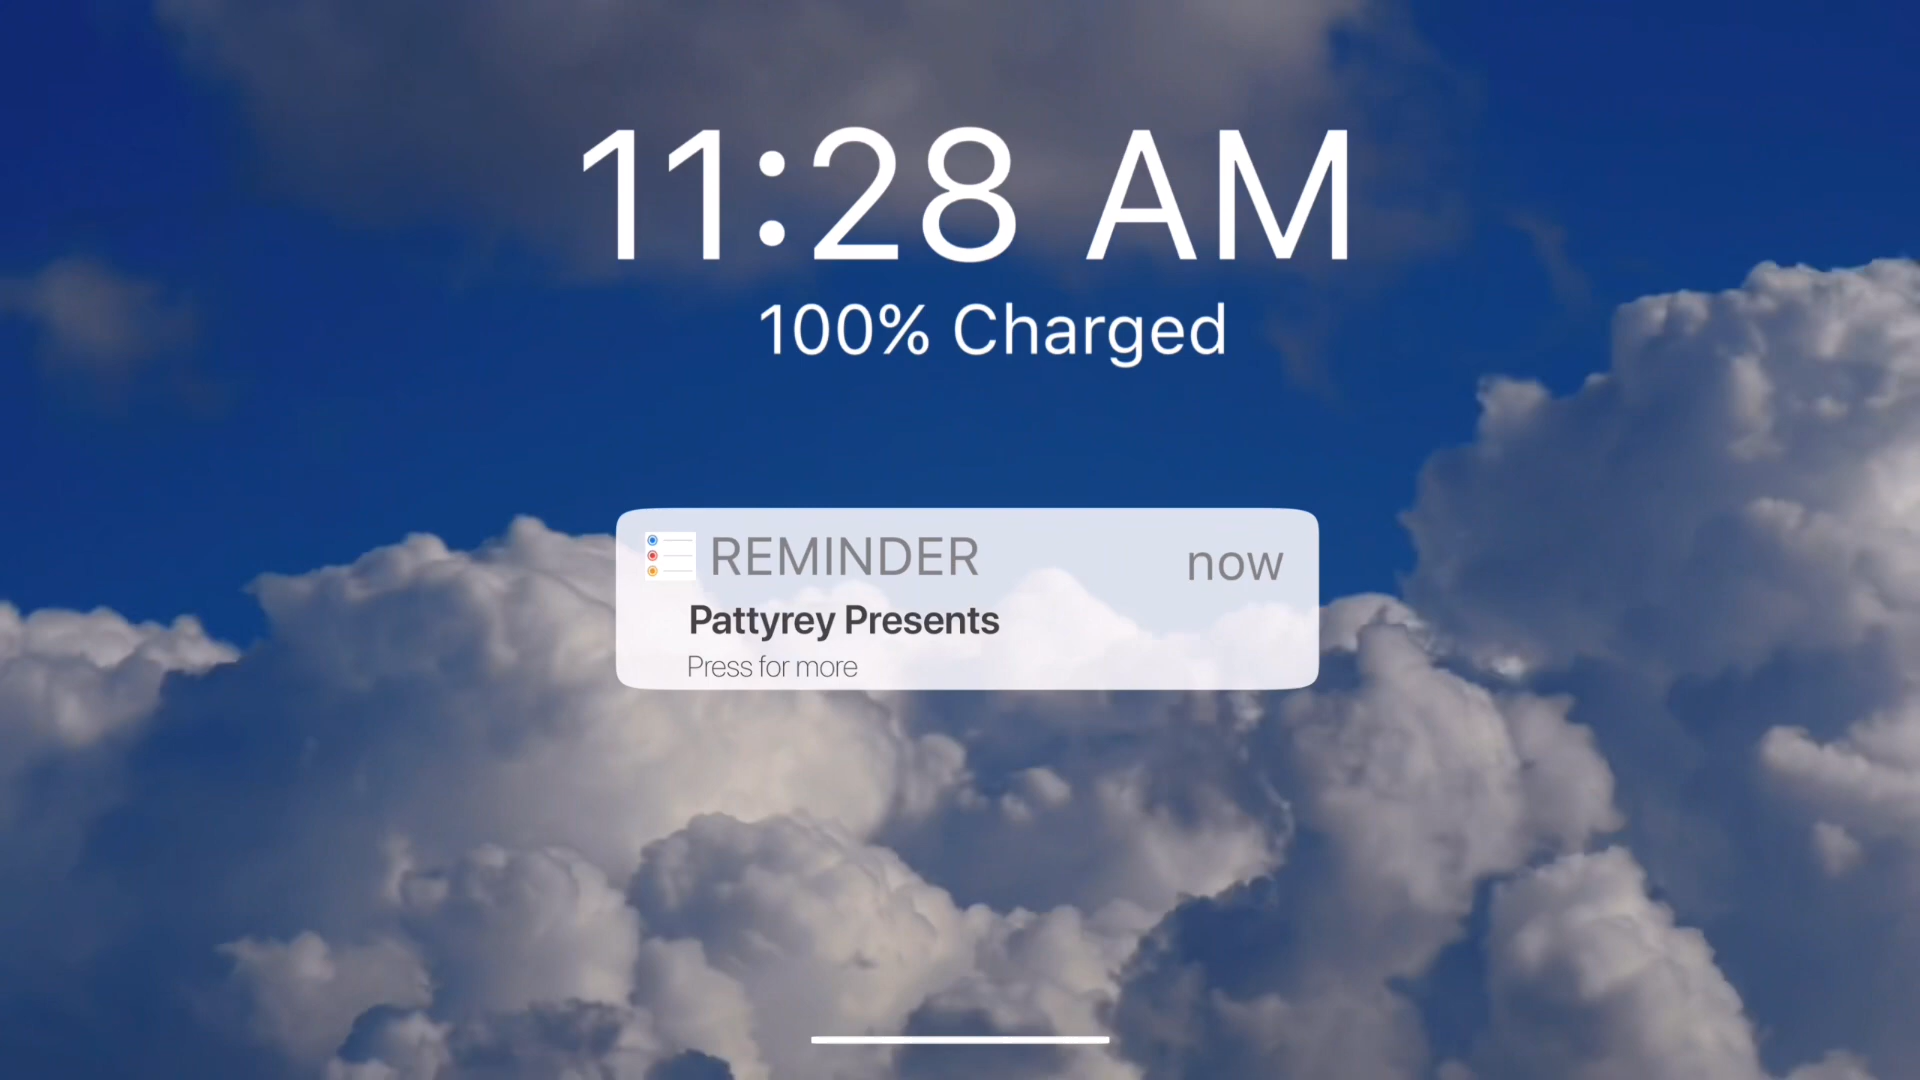 11:28 AM
100% Charged
REMINDER now
Pattyrey Presents
Press for more